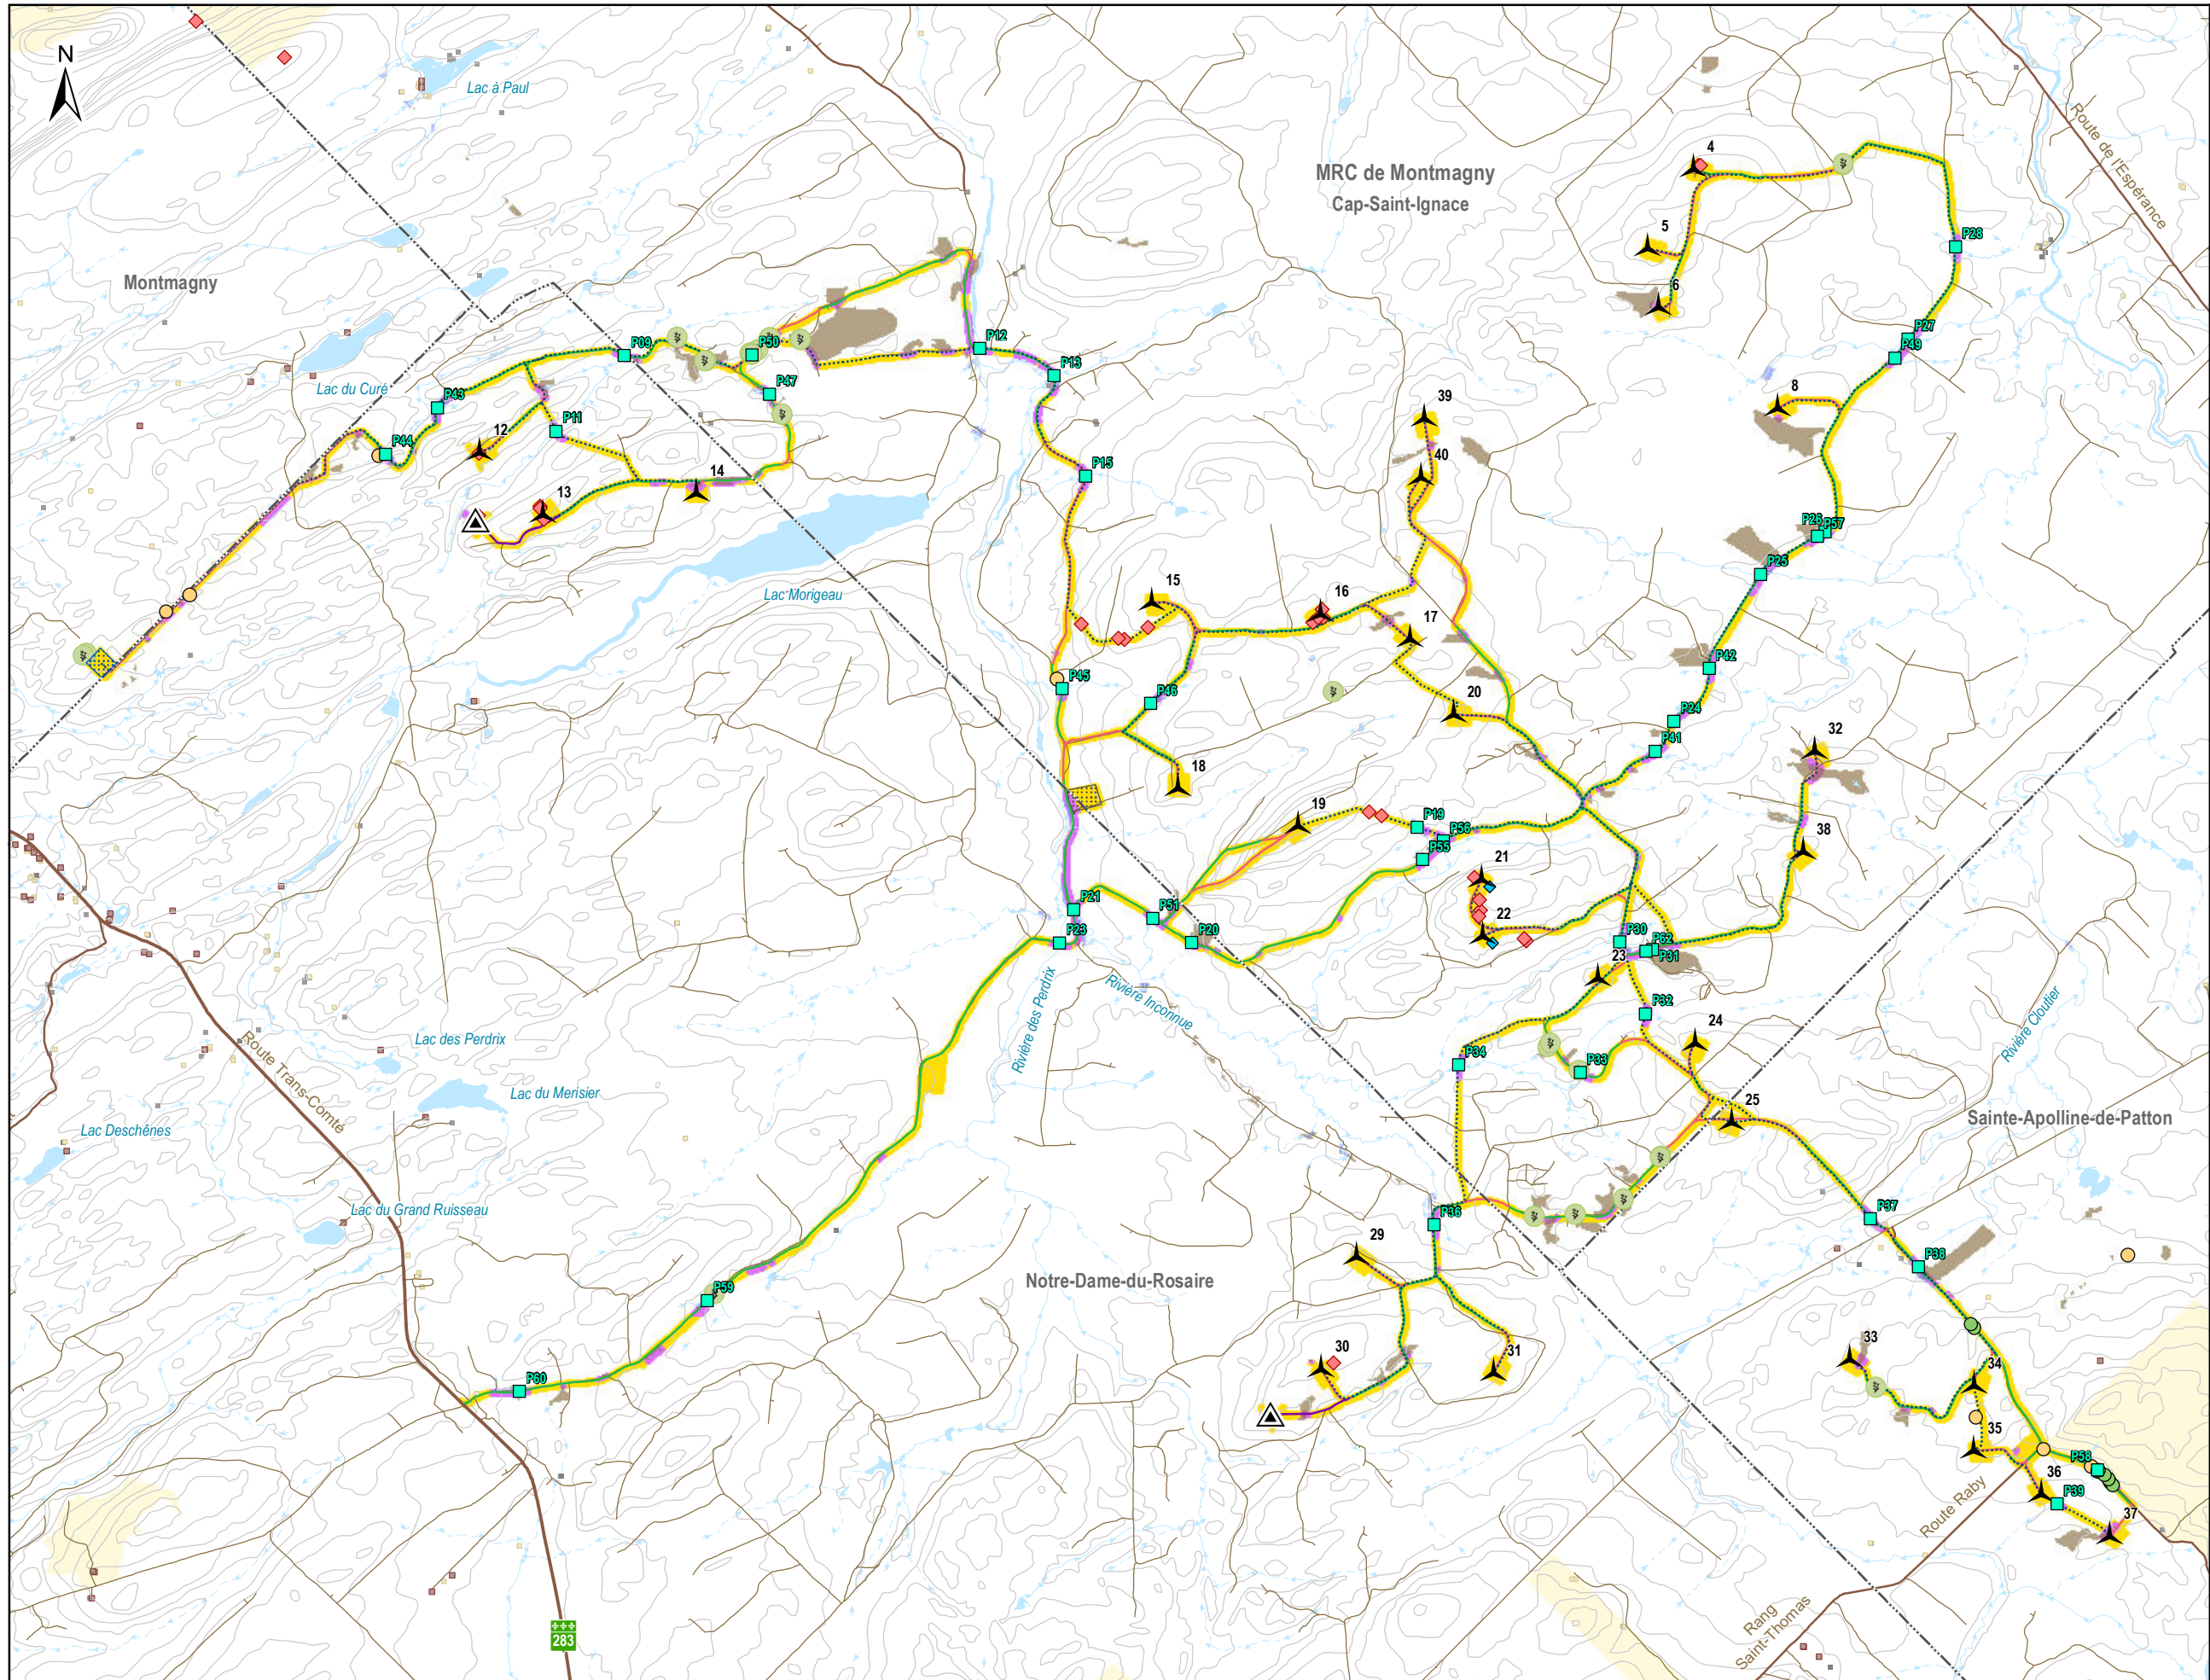 N
Lac à Paul
MRC de Montmagny
Cap-Saint-Ignace
Route de l'Espérance
4
5
6
P28
Montmagny
P27
P49
P09
P50
P12
P13
P47
Lac du Curé
P43
8
39
P44
12
P11
40
14
P15
13
P26
P57
P25
Lac Morigeau
15
16
17
P42
P45
P46
20
P24
P41
32
18
19
P19
P56
P55
38
21
P21
P51
22
P23
P20
P30
P62
P31
23
Rivière des Perdrix
Rivière Inconnue
P32
24
Rivière Cloutier
Lac des Perdrix
Route Trans-Comté
P34
P33
Lac du Merisier
25
Sainte-Apolline-de-Patton
Lac Deschênes
Lac du Grand Ruisseau
P36
P37
29
P38
Notre-Dame-du-Rosaire
P59
33
34
30
31
P60
35
P58
36
P39
Route Raby
37
Rang
Saint-Thomas
283